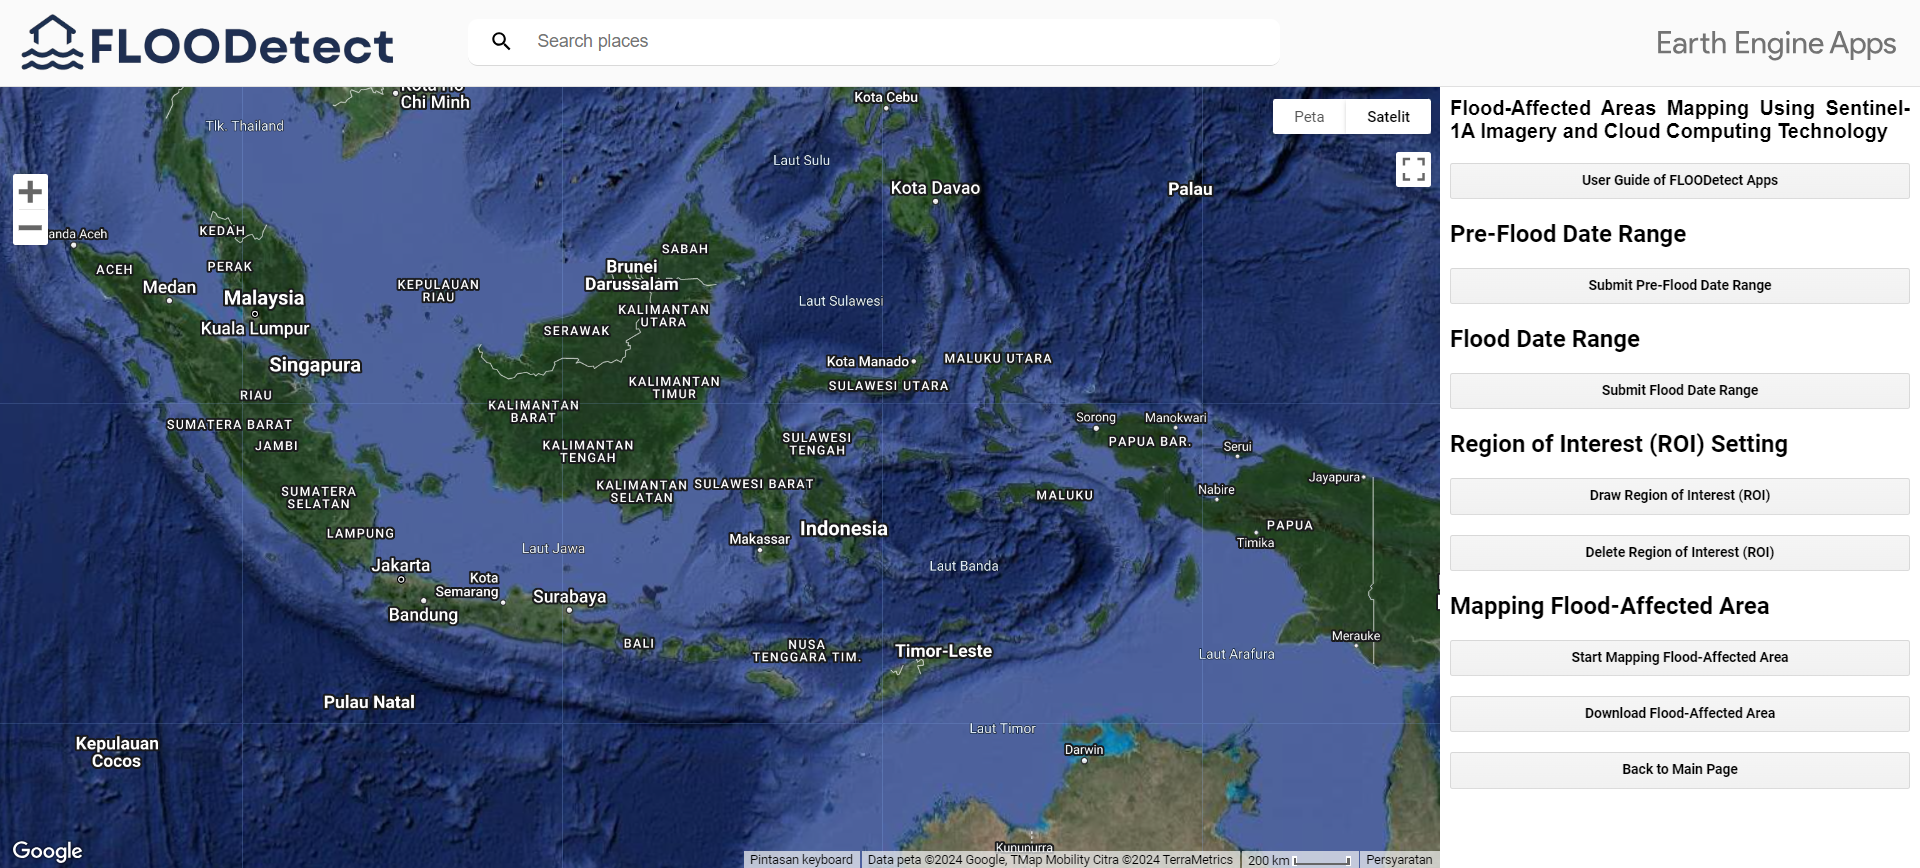 FLOODetect
Search places
Earth Engine Apps
Flood-Affected Areas Mapping Using Sentinel-
1A Imagery and Cloud Computing Technology
User Guide of FLOODetect Apps
Pre-Flood Date Range
Submit Pre-Flood Date Range
Flood Date Range
Submit Flood Date Range
Region of Interest (ROI) Setting
Draw Region of Interest (ROI)
Delete Region of Interest (ROI)
Mapping Flood-Affected Area
Start Mapping Flood-Affected Area
Download Flood-Affected Area
Back to Main Page
Peta
Satelit
Kota Ho
Chi Minh
Kota Cebu
Tlk. Thailand
Laut Sulu
Kota Davao
Palau
anda Aceh
KEDAH
SABAH
ACEH
PERAK
Brunei
Darussalam
Medan
Malaysia
KEPULAUAN
RIAU
Laut Sulawesi
KALIMANTAN
UTARA
Kuala Lumpur
SERAWAK
Singapura
Kota Manado
MALUKU UTARA
KALIMANTAN
TIMUR
SULAWESI UTARA
RIAU
KALIMANTAN
BARAT
Sorong
Manokwari
SUMATERA BARAT
JAMBI
KALIMANTAN
TENGAH
SULAWESI
TENGAH
PAPUA BAR.
Serui
SUMATERA
SELATAN
KALIMANTAN
SELATAN
SULAWESI BARAT
MALUKU
Nabire
Jayapura
LAMPUNG
Indonesia
PAPUA
Makassar
Timika
Laut Jawa
Jakarta
Laut Banda
Kota
Semarang
Surabaya
Bandung
BALI
NUSA
TENGGARA TIM.
Timor-Leste
Merauke
Laut Arafura
Pulau Natal
Laut Timor
Kepulauan
Cocos
Darwin
Kununurra
Google
Pintasan keyboard
Data peta ©2024 Google, TMap Mobility Citra ©2024 TerraMetrics
200 km
Persyaratan